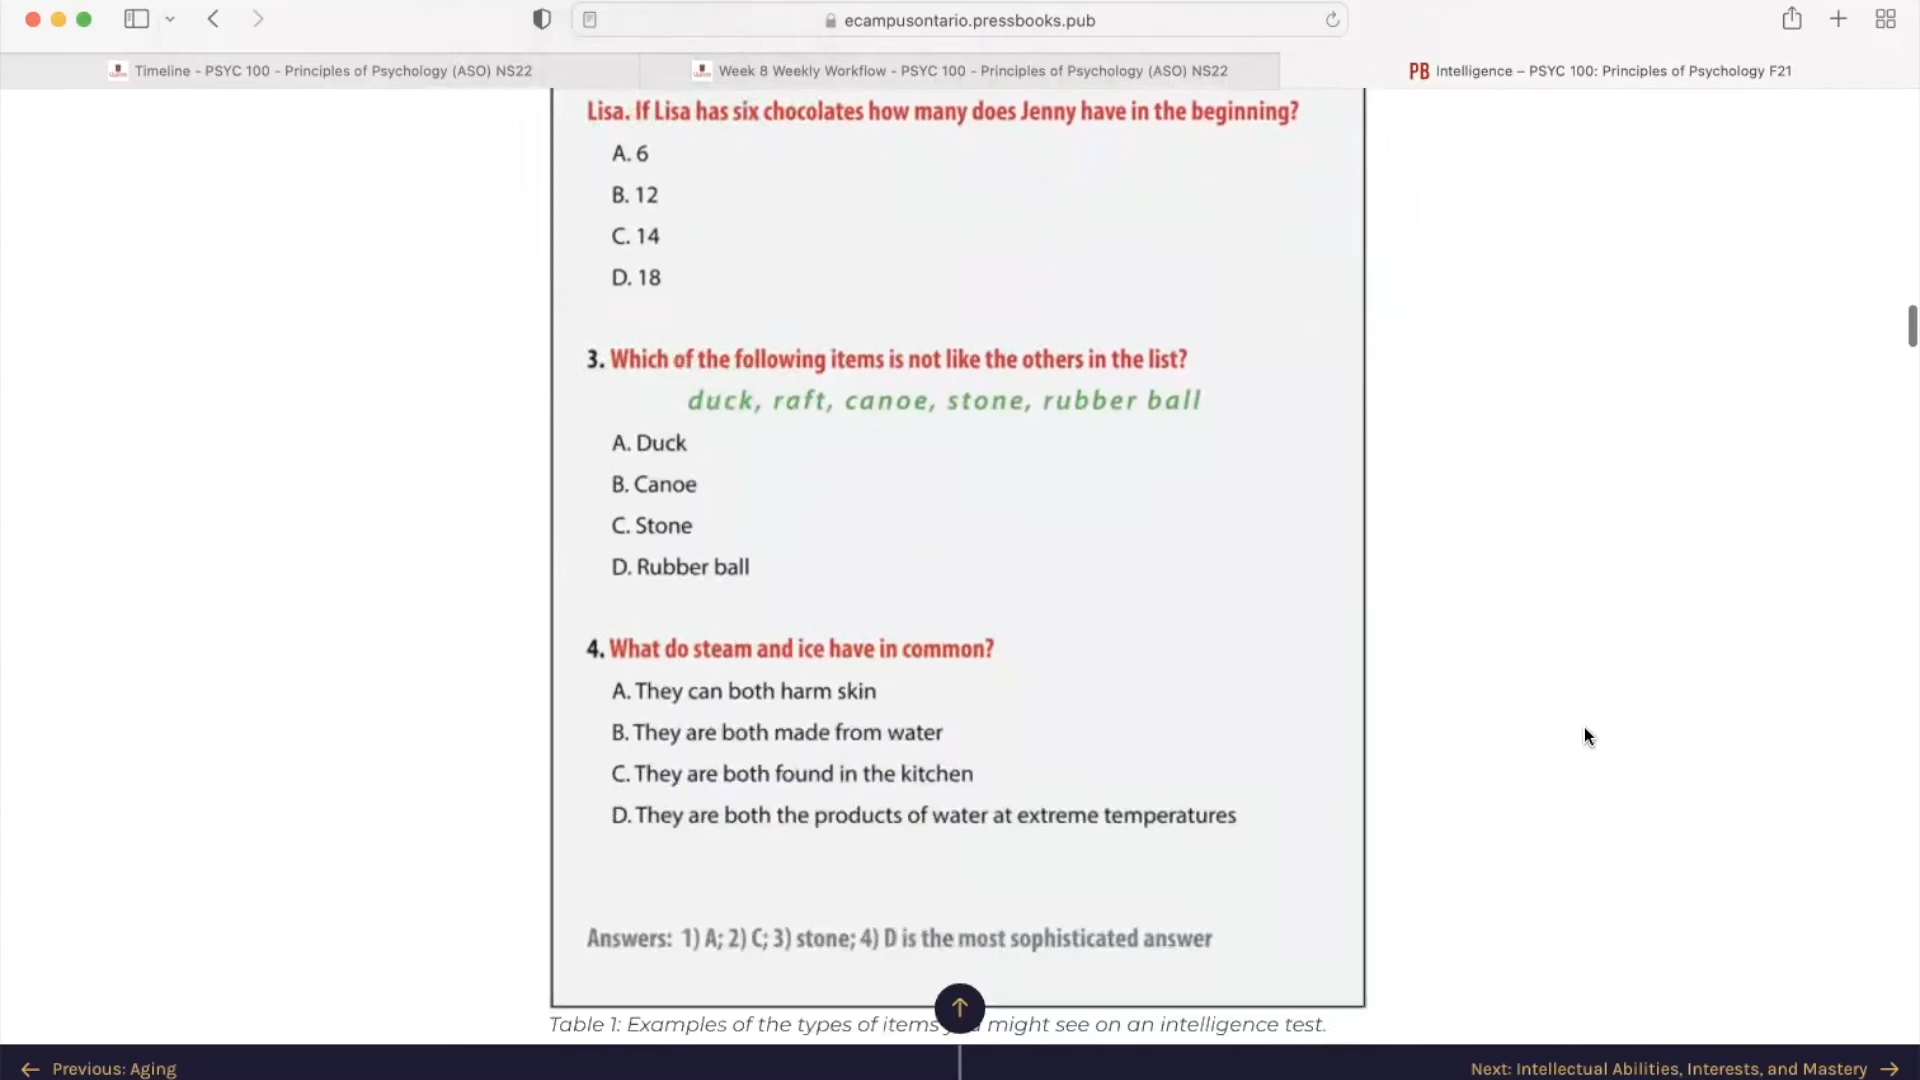 ecampusontario.pressbooks.pub
Timeline - PSYC 100 - Principles of Psychology (ASO) NS22
Week 8 Weekly Workflow - PSYC 100 - Principles of Psychology (ASO) NS22
PB Intelligence – PSYC 100: Principles of Psychology F21
Lisa. If Lisa has six chocolates how many does Jenny have in the beginning?
A. 6
B. 12
C. 14
D. 18
3. Which of the following items is not like the others in the list?
duck, raft, canoe, stone, rubber ball
A. Duck
B. Canoe
C. Stone
D. Rubber ball
4. What do steam and ice have in common?
A. They can both harm skin
B. They are both made from water
C. They are both found in the kitchen
D. They are both the products of water at extreme temperatures
Answers: 1) A; 2) C; 3) stone; 4) D is the most sophisticated answer
Table 1: Examples of the types of items might see on an intelligence test.
← Previous: Aging
Next: Intellectual Abilities, Interests, and Mastery →